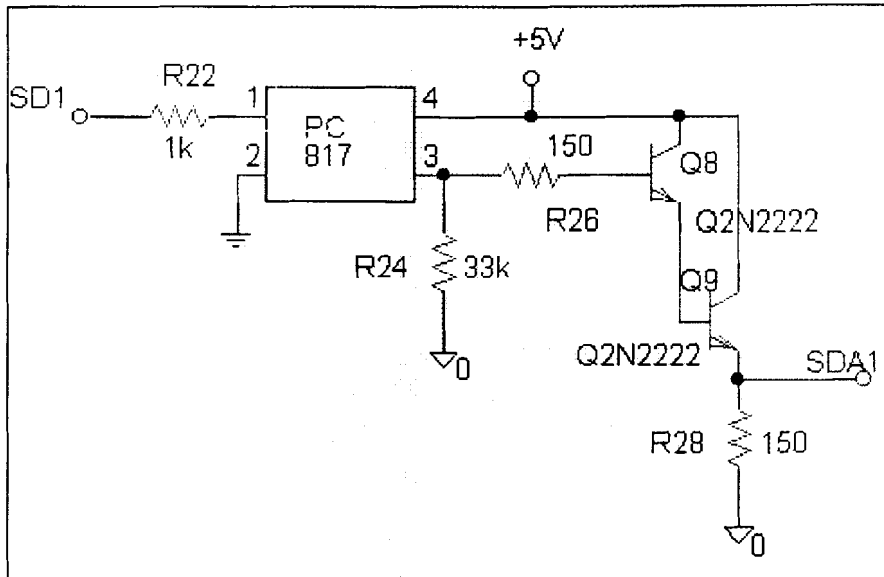 +5V
R22
SD1
1
4
1k
PC
817
2
3
150
Q8
R26
Q2N2222
R24
33k
Q9
Q2N2222
SDA1
0
R28
150
0